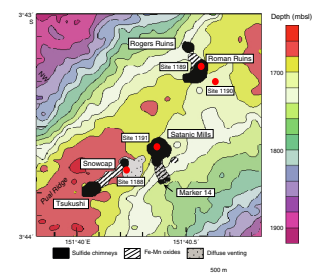 3°43' S
Depth (mbsl)
Rogers Ruins
Roman Ruins
Site 1189
NW
Site 1190
1700
Site 1191
Satanic Mills
1800
Snowcap
Pual Ridge
Site 1188
Marker 14
Tsukushi
1900
3°44'
151°40' E
151°40.5'
Sulfide chimneys
Fe-Mn oxides
Diffuse venting
500 m